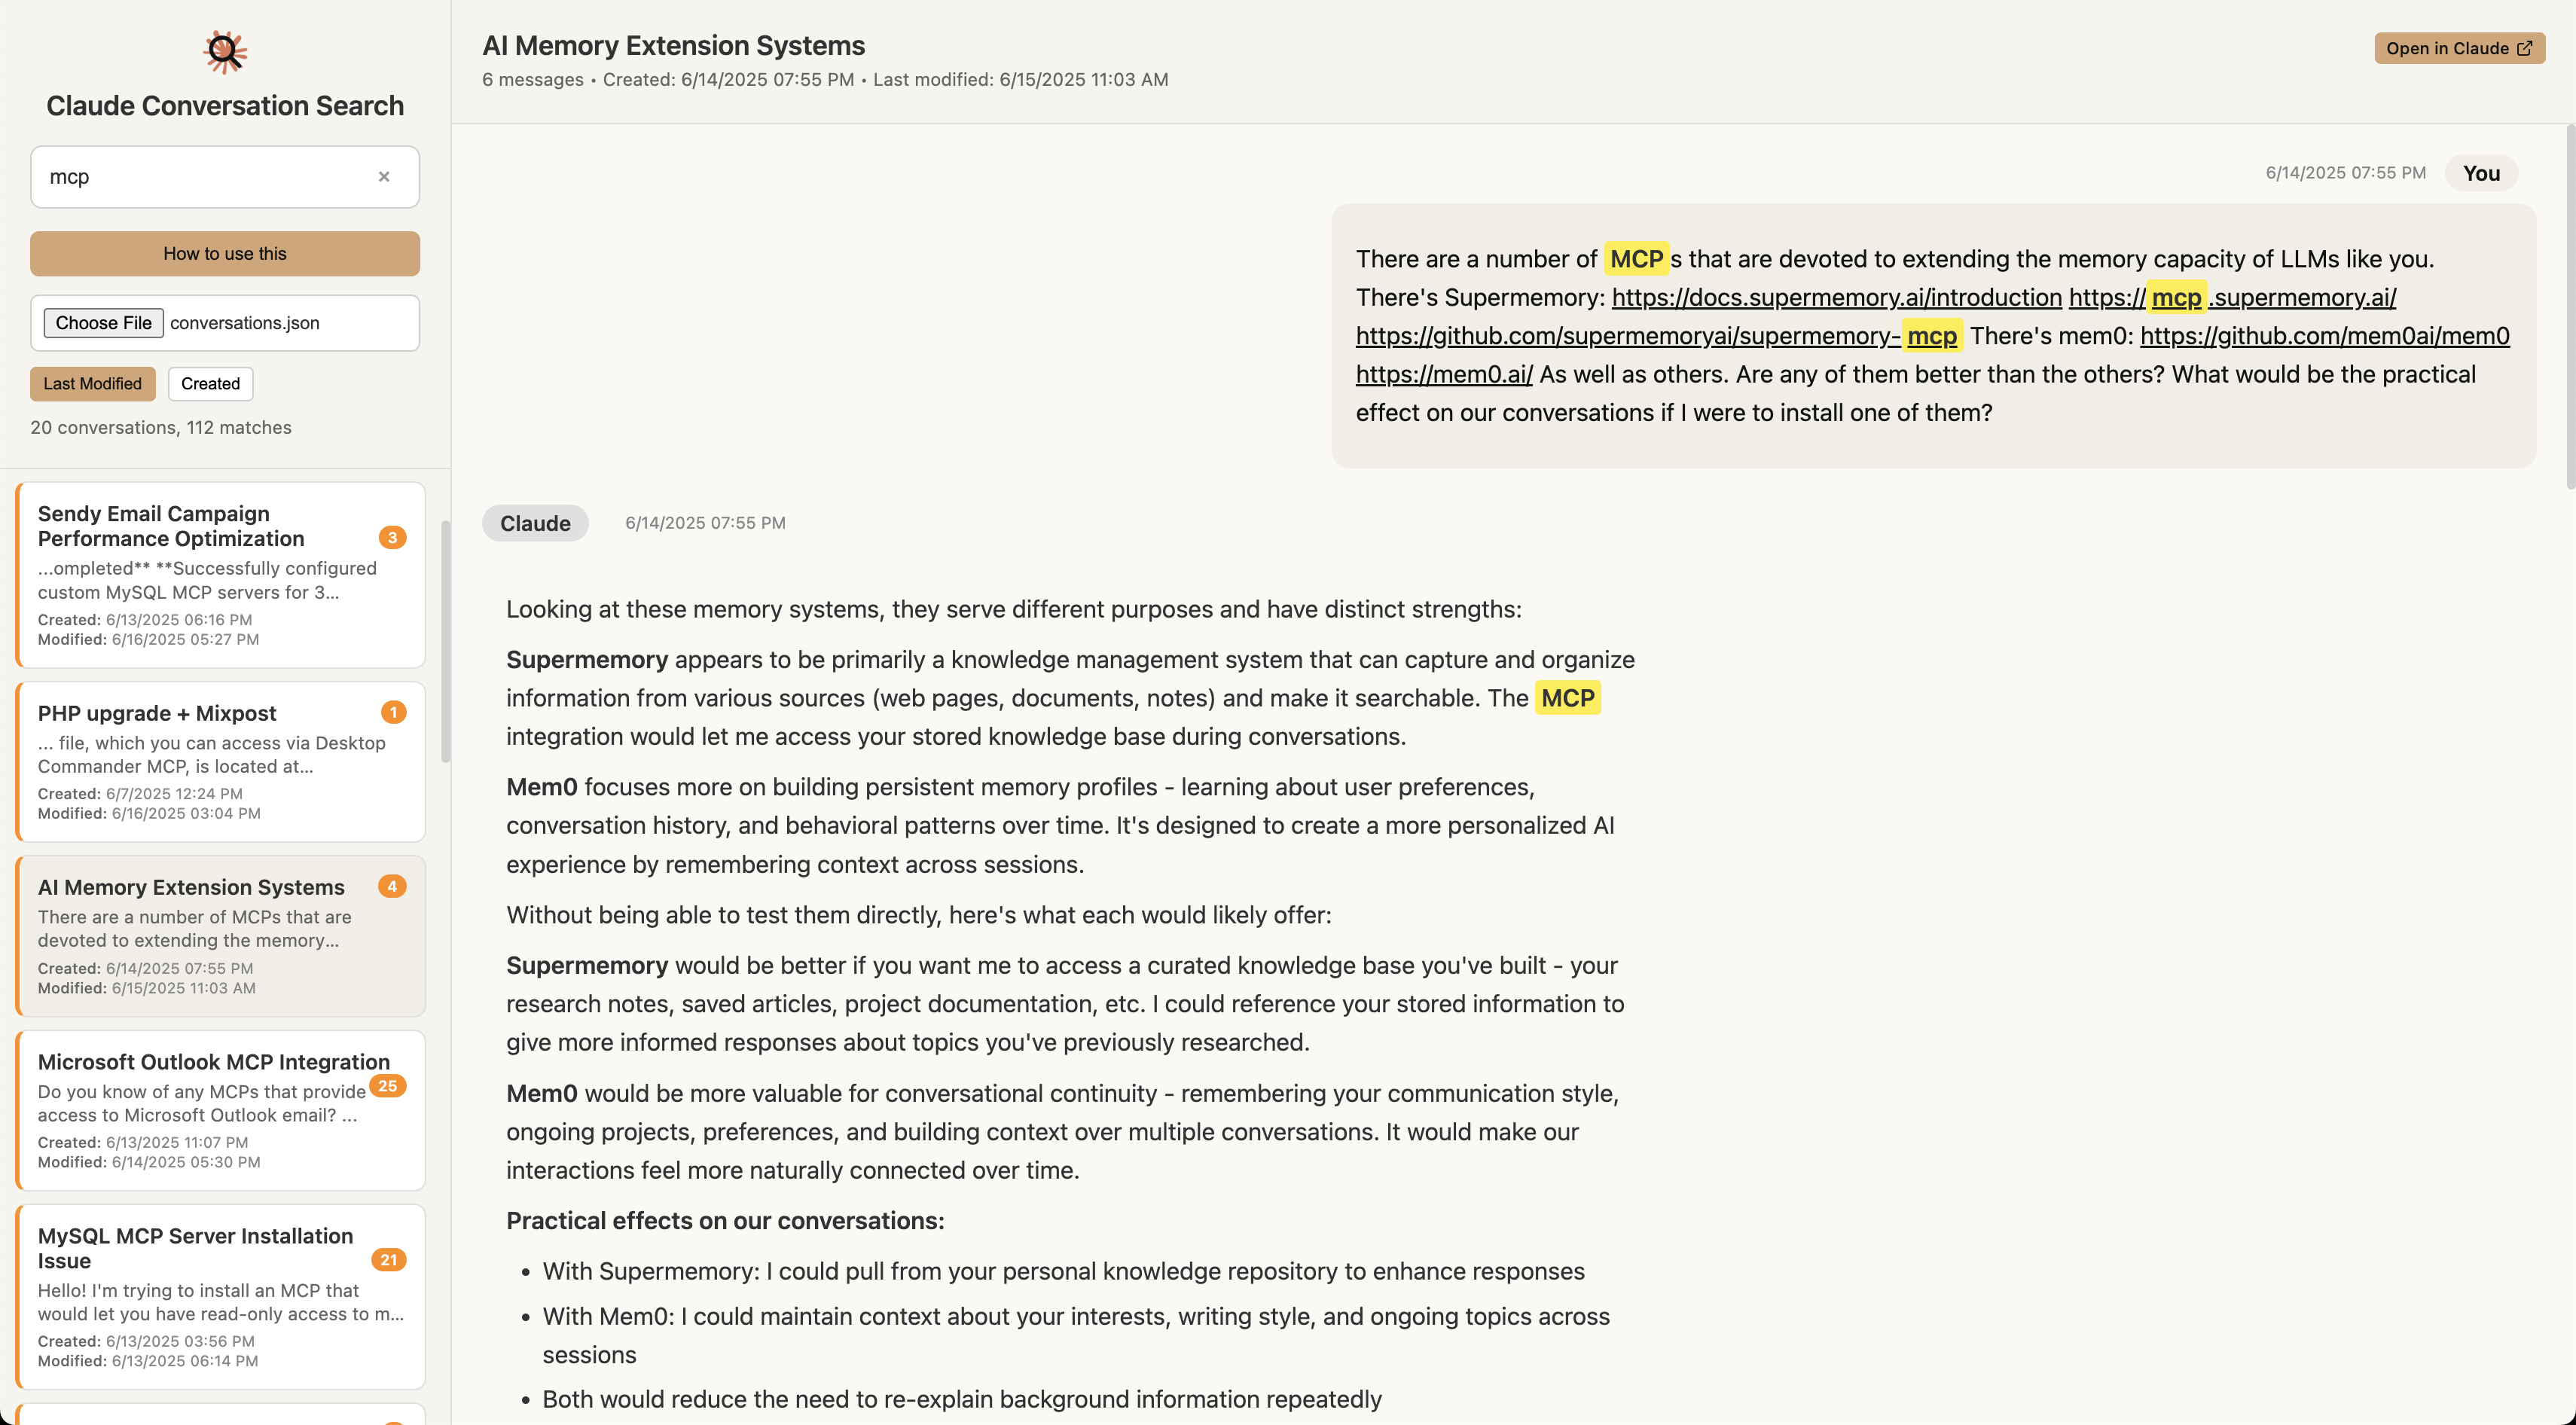 Claude Conversation Search
mcp
×
How to use this
Choose File conversations.json
Last Modified Created
20 conversations, 112 matches
Sendy Email Campaign
Performance Optimization
3
...ompleted** **Successfully configured
custom MySQL MCP servers for 3...
Created: 6/13/2025 06:16 PM
Modified: 6/16/2025 05:27 PM
PHP upgrade + Mixpost
1
... file, which you can access via Desktop
Commander MCP, is located at...
Created: 6/7/2025 12:24 PM
Modified: 6/16/2025 03:04 PM
AI Memory Extension Systems
4
There are a number of MCPs that are
devoted to extending the memory...
Created: 6/14/2025 07:55 PM
Modified: 6/15/2025 11:03 AM
Microsoft Outlook MCP Integration
25
Do you know of any MCPs that provide
access to Microsoft Outlook email? ...
Created: 6/13/2025 11:07 PM
Modified: 6/14/2025 05:30 PM
MySQL MCP Server Installation
Issue
21
Hello! I'm trying to install an MCP that
would let you have read-only access to m...
Created: 6/13/2025 03:56 PM
Modified: 6/13/2025 06:14 PM
AI Memory Extension Systems
6 messages • Created: 6/14/2025 07:55 PM • Last modified: 6/15/2025 11:03 AM
Open in Claude
6/14/2025 07:55 PM You
There are a number of MCPs that are devoted to extending the memory capacity of LLMs like you.
There's Supermemory: https://docs.supermemory.ai/introduction https://mcp.supermemory.ai/
https://github.com/supermemoryai/supermemory-mcp There's mem0: https://github.com/mem0ai/mem0
https://mem0.ai/ As well as others. Are any of them better than the others? What would be the practical
effect on our conversations if I were to install one of them?
Claude 6/14/2025 07:55 PM
Looking at these memory systems, they serve different purposes and have distinct strengths:
Supermemory appears to be primarily a knowledge management system that can capture and organize
information from various sources (web pages, documents, notes) and make it searchable. The MCP
integration would let me access your stored knowledge base during conversations.
Mem0 focuses more on building persistent memory profiles - learning about user preferences,
conversation history, and behavioral patterns over time. It's designed to create a more personalized AI
experience by remembering context across sessions.
Without being able to test them directly, here's what each would likely offer:
Supermemory would be better if you want me to access a curated knowledge base you've built - your
research notes, saved articles, project documentation, etc. I could reference your stored information to
give more informed responses about topics you've previously researched.
Mem0 would be more valuable for conversational continuity - remembering your communication style,
ongoing projects, preferences, and building context over multiple conversations. It would make our
interactions feel more naturally connected over time.
Practical effects on our conversations:
• With Supermemory: I could pull from your personal knowledge repository to enhance responses
• With Mem0: I could maintain context about your interests, writing style, and ongoing topics across
sessions
• Both would reduce the need to re-explain background information repeatedly